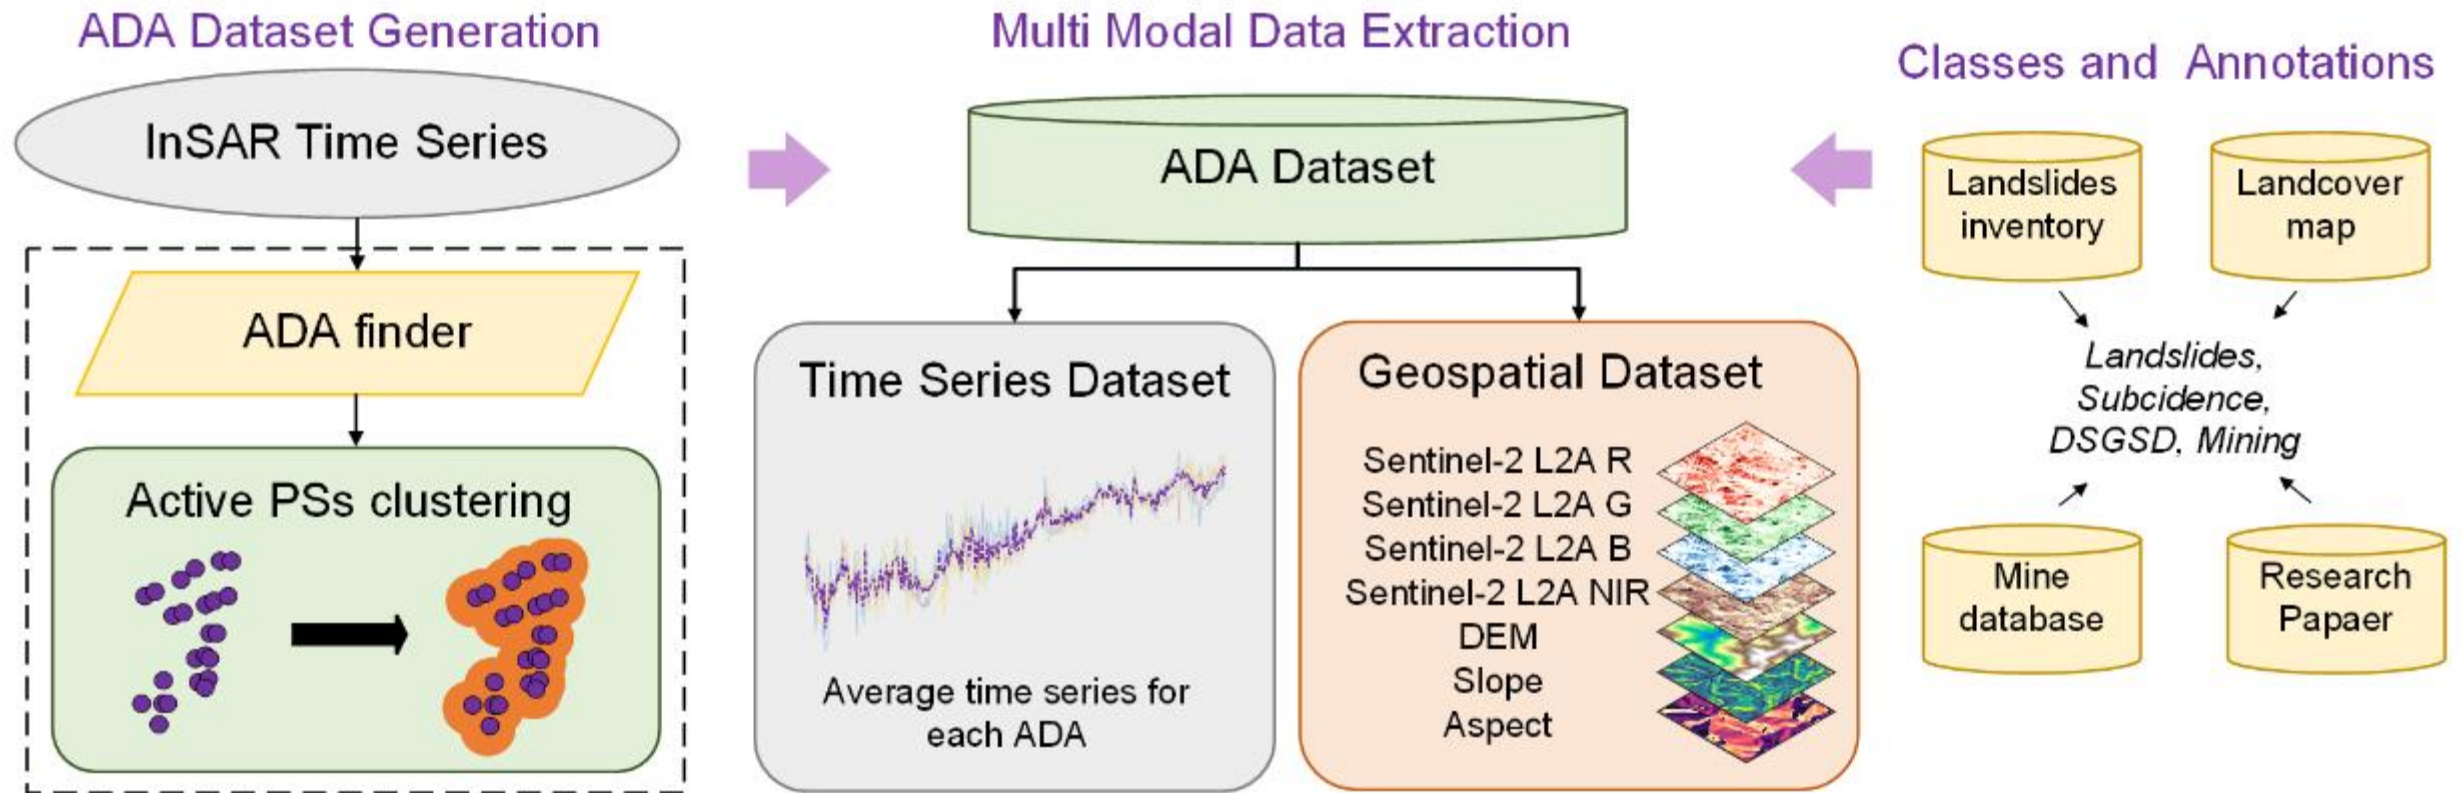 ADA Dataset Generation
InSAR Time Series
ADA finder
Active PSs clustering
Multi Modal Data Extraction
ADA Dataset
Time Series Dataset
Average time series for
each ADA
Geospatial Dataset
Sentinel-2 L2A R
Sentinel-2 L2A G
Sentinel-2 L2A B
Sentinel-2 L2A NIR
DEM
Slope
Aspect
Classes and Annotations
Landslides
inventory
Landcover
map
Landslides,
Subcidence,
DSGSD, Mining
Mine
database
Research
Papaer